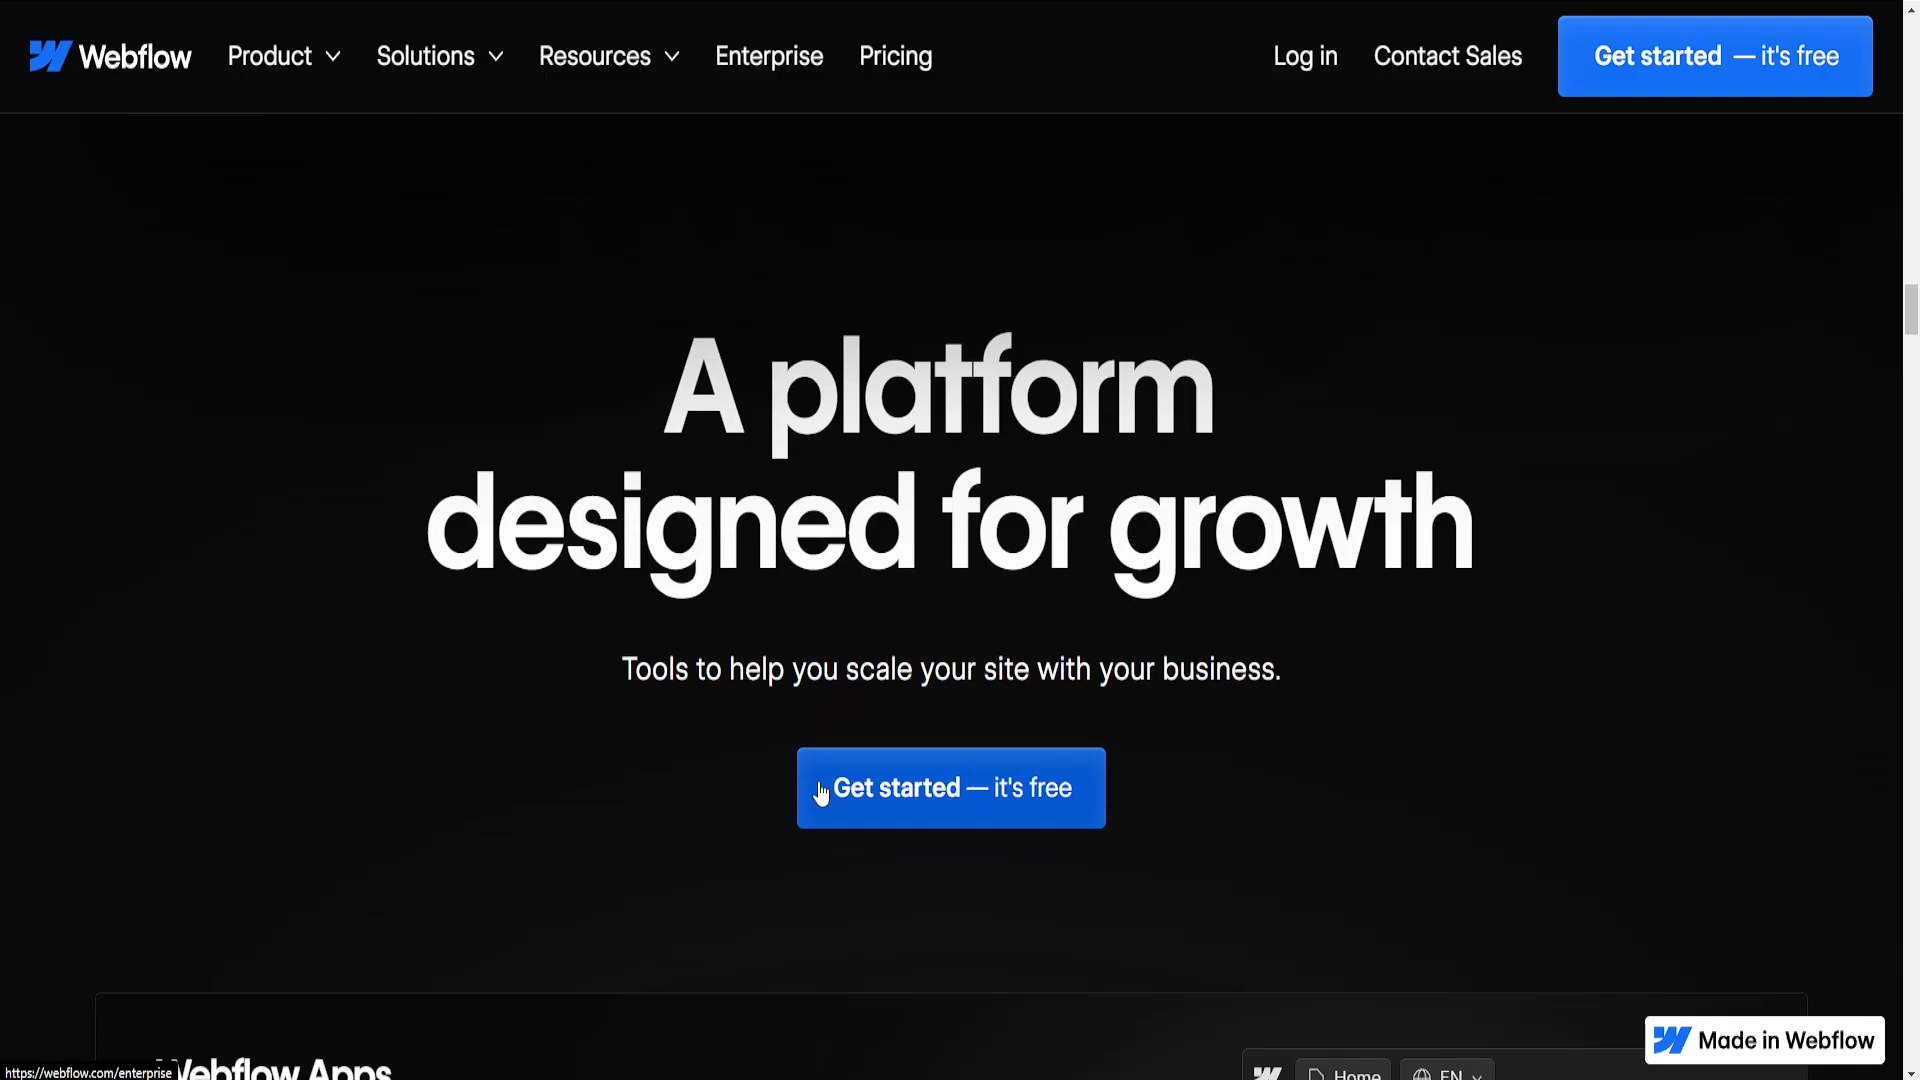 Webflow Product Solutions Resources Enterprise Pricing Log in Contact Sales Get started — it's free
A platform
designed for growth
Tools to help you scale your site with your business.
Get started — it's free
Made in Webflow
Webflow Apps
Home EN
https://webflow.com/enterprise